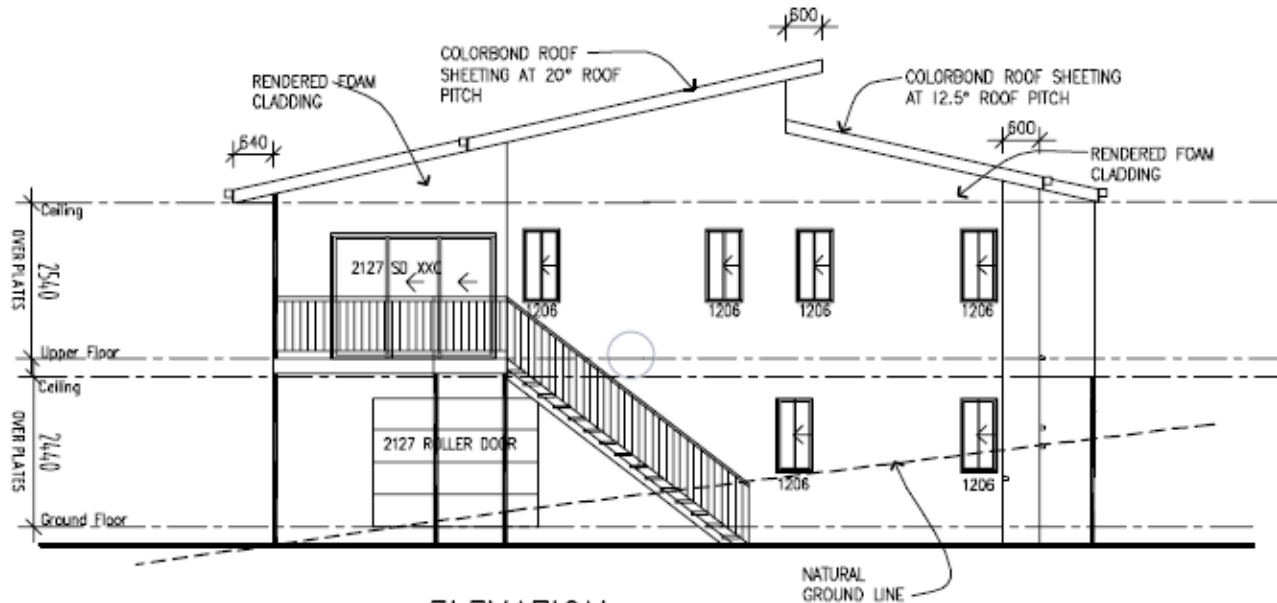 600
COLORBOND ROOF
SHEETING AT 20° ROOF
PITCH
RENDERED FOAM
CLADDING
COLORBOND ROOF SHEETING
AT 12.5° ROOF PITCH
640
600
RENDERED FOAM
CLADDING
Ceiling
OVER PLATES
2540
2127 SD XXO
1206
1206
1206
1206
Upper Floor
Ceiling
OVER PLATES
2440
2127 ROLLER DOOR
1206
1206
Ground Floor
NATURAL
GROUND LINE
ELEVATION